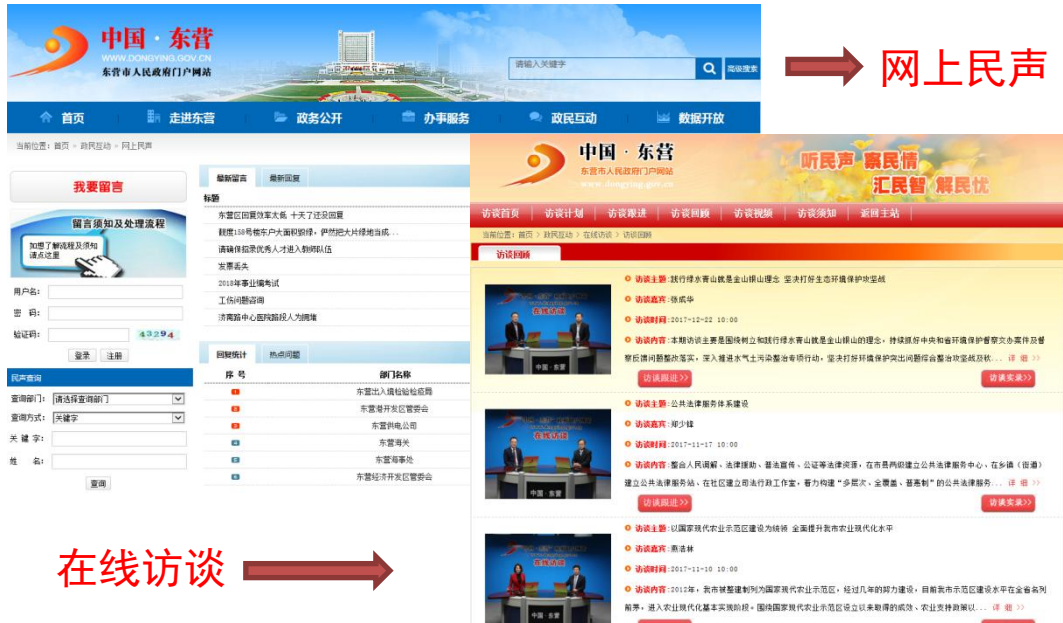 中国·东营
WWW.DONGYING.GOV.CN
东营市人民政府门户网站
请输入关键字
高级搜索
网上民声
首页 走进东营 政务公开 办事服务 政民互动 数据开放
当前位置：首页 > 政民互动 > 网上民声
我要留言
留言须知及处理流程
如想了解流程及须知
请点这里
用户名：
密 码：
验证码： 43294
登录 注册
民声查询
查询部门：请选择查询部门
查询方式：关键字
关 键 字：
姓 名：
查询
最新留言 最新回复
标题
东营区回复效率太低 十天了还没回复
请确保招录优秀人才进入教师队伍
发票丢失
2018年事业编考试
工伤问题咨询
济南路中心医院路段人为拥堵
回复统计 热点问题
序 号 部门名称
1 东营出入境检验检疫局
2 东营港开发区管委会
3 东营供电公司
4 东营海关
5 东营海事处
6 东营经济开发区管委会
中国·东营
东营市人民政府门户网站
www.dongying.gov.cn
听民声 察民情
汇民智 解民忧
访谈首页 访谈计划 访谈跟进 访谈回顾 访谈视频 访谈须知 返回主站
当前位置：首页 > 政民互动 > 在线访谈 > 访谈回顾
访谈回顾
在线访谈
中国·东营
访谈主题：践行绿水青山就是金山银山理念 坚决打好生态环境保护攻坚战
访谈嘉宾：张成华
访谈时间：2017-12-22 10:00
访谈内容：本期访谈主要是围绕树立和践行绿水青山就是金山银山的理念，持续抓好中央和省环境保护督察交办案件及督
察反馈问题整改落实，深入推进水气土污染整治专项行动，坚决打好环境保护突出问题综合整治攻坚战及秋... 详 细 >>
访谈跟进>> 访谈实录>>
在线访谈
中国·东营
访谈主题：公共法律服务体系建设
访谈嘉宾：郑少锋
访谈时间：2017-11-17 10:00
访谈内容：整合人民调解、法律援助、普法宣传、公证等法律资源，在市县两级建立公共法律服务中心、在乡镇（街道）
建立公共法律服务站、在社区建立司法行政工作室，着力构建“多层次、全覆盖、普惠制”的公共法律服务... 详 细 >>
访谈跟进>> 访谈实录>>
在线访谈
中国·东营
访谈主题：以国家现代农业示范区建设为统领 全面提升我市农业现代化水平
访谈嘉宾：燕浩林
访谈时间：2017-11-10 10:00
访谈内容：2012年，我市被整建制列为国家现代农业示范区，经过几年的努力建设，目前我市示范区建设水平在全省名列
前茅，进入农业现代化基本实现阶段。围绕国家现代农业示范区设立以来取得的成效、农业支持政策以... 详 细 >>
在线访谈